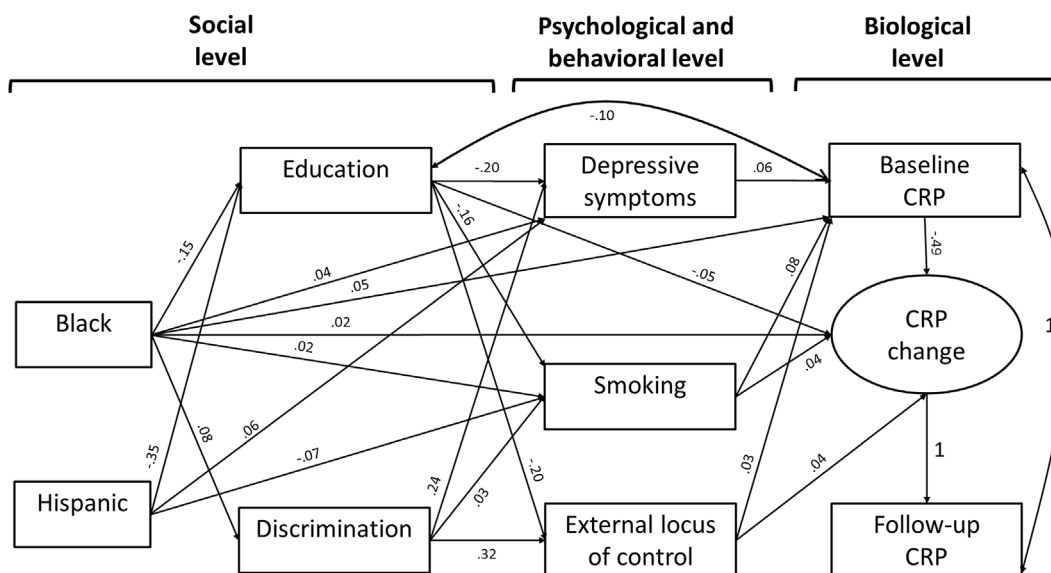 Social
level
Psychological and
behavioral level
Biological
level
-.10
Education
-.20
Depressive
symptoms
.06
Baseline
CRP
-.16
-.15
.04
.05
-.05
.08
-.49
Black
.02
CRP
change
1
.02
Smoking
.04
.08
.06
-.07
-.35
.24
.03
-.20
.03
.04
1
Hispanic
Discrimination
.32
External locus
of control
Follow-up
CRP